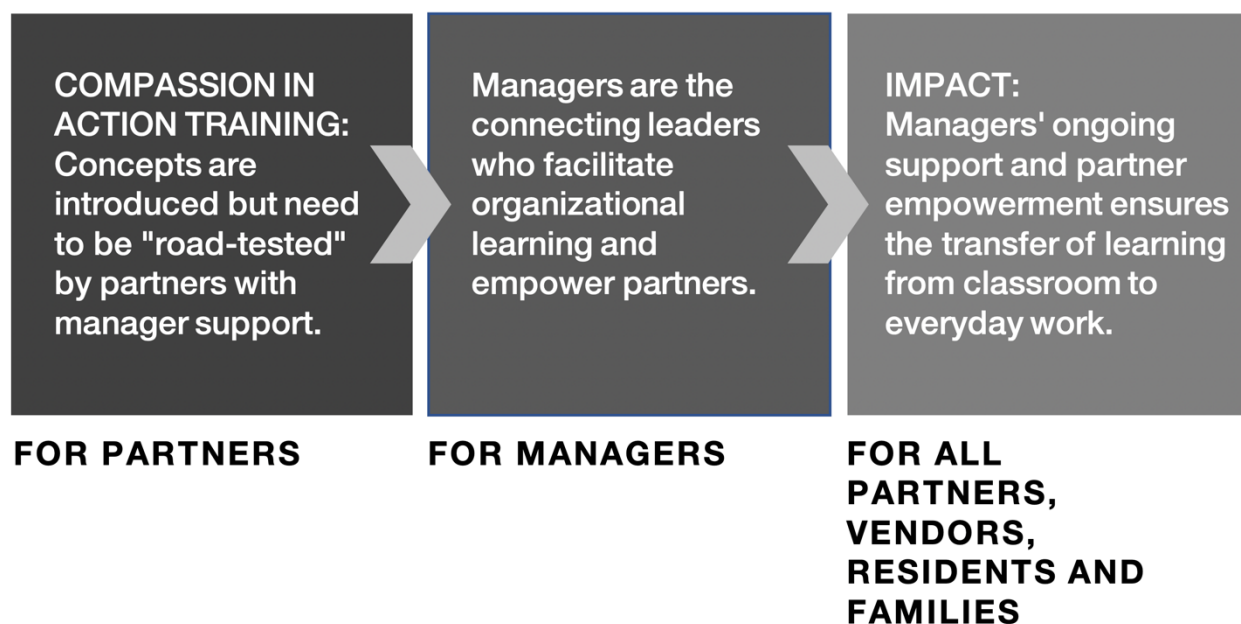 COMPASSION IN
ACTION TRAINING:
Concepts are
introduced but need
to be "road-tested"
by partners with
manager support.
FOR PARTNERS
Managers are the
connecting leaders
who facilitate
organizational
learning and
empower partners.
FOR MANAGERS
IMPACT:
Managers' ongoing
support and partner
empowerment ensures
the transfer of learning
from classroom to
everyday work.
FOR ALL
PARTNERS,
VENDORS,
RESIDENTS AND
FAMILIES